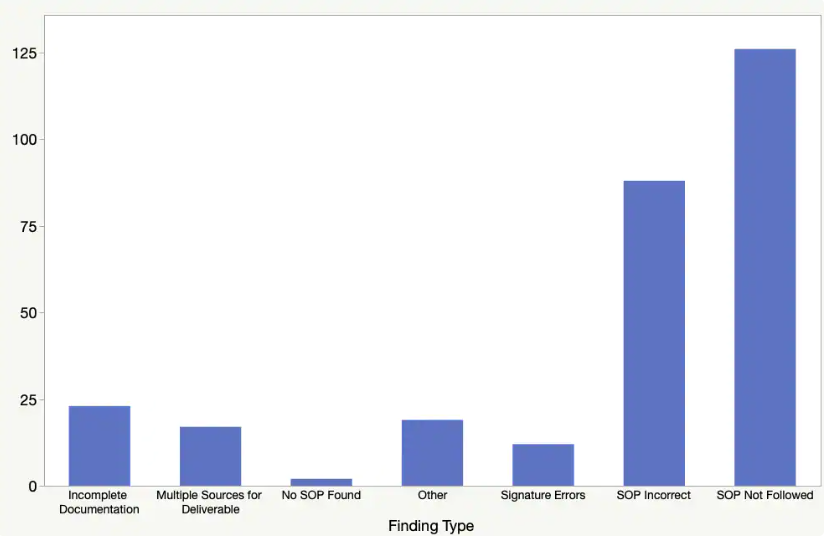 125
100
75
50
25
0
Incomplete Documentation
Multiple Sources for Deliverable
No SOP Found
Other
Signature Errors
SOP Incorrect
SOP Not Followed
Finding Type